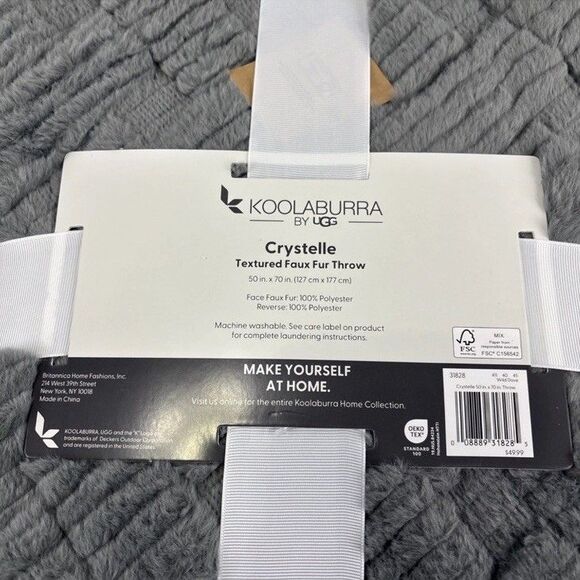 KOOLABURRA
BY UGG
Crystelle
Textured Faux Fur Throw
50 in. x 70 in. (127 cm x 177 cm)
Face Faux Fur: 100% Polyester
Reverse: 100% Polyester
Machine washable. See care label on product
for complete laundering instructions.
FSC
MIX
Paper from
responsible sources
FSC® C156542
MAKE YOURSELF
AT HOME.
Visit us online for the entire Koolaburra Home Collection.
Britannica Home Fashions, Inc.
214 West 39th Street
New York, NY 10018
Made in China
KOOLABURRA, UGG and the "K" Logo are
trademarks of Deckers Outdoor Corporation
and are registered in the United States
OEKO
TEX®
STANDARD
100
31828
Wild Dove
Crystelle 50 in x 70 in Throw
0 08889 31828 5
$49.99